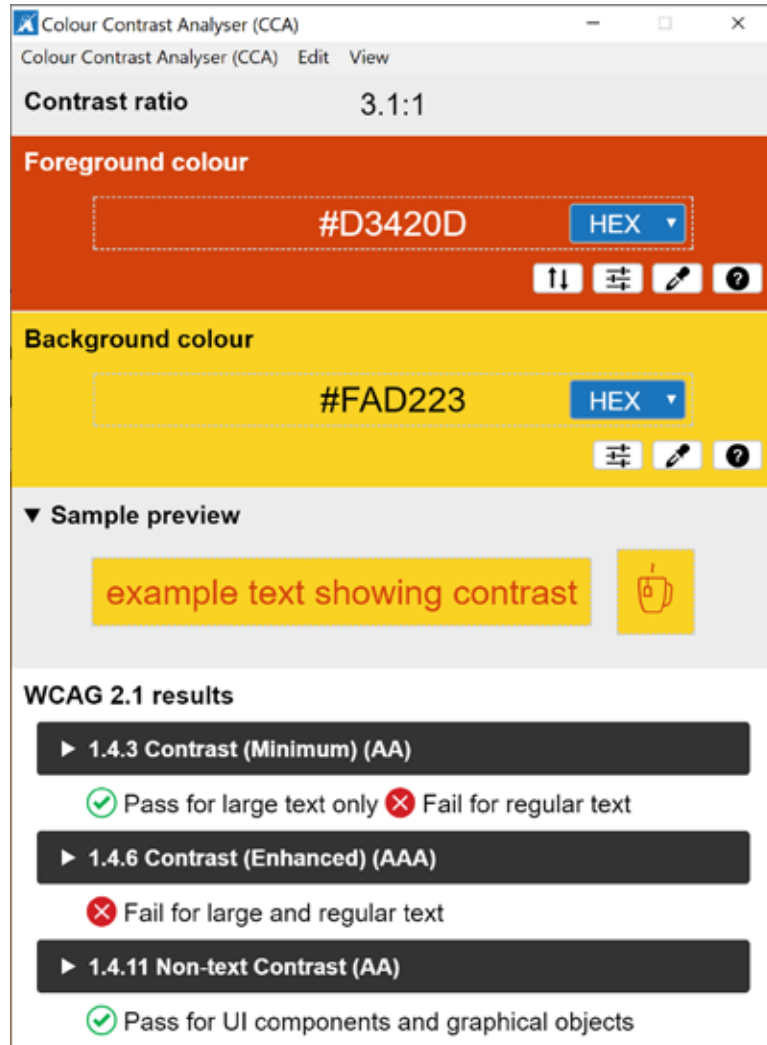 Colour Contrast Analyser (CCA)
Colour Contrast Analyser (CCA) Edit View
Contrast ratio 3.1:1
Foreground colour
#D3420D HEX
Background colour
#FAD223 HEX
Sample preview
example text showing contrast
WCAG 2.1 results
1.4.3 Contrast (Minimum) (AA)
Pass for large text only Fail for regular text
1.4.6 Contrast (Enhanced) (AAA)
Fail for large and regular text
1.4.11 Non-text Contrast (AA)
Pass for UI components and graphical objects